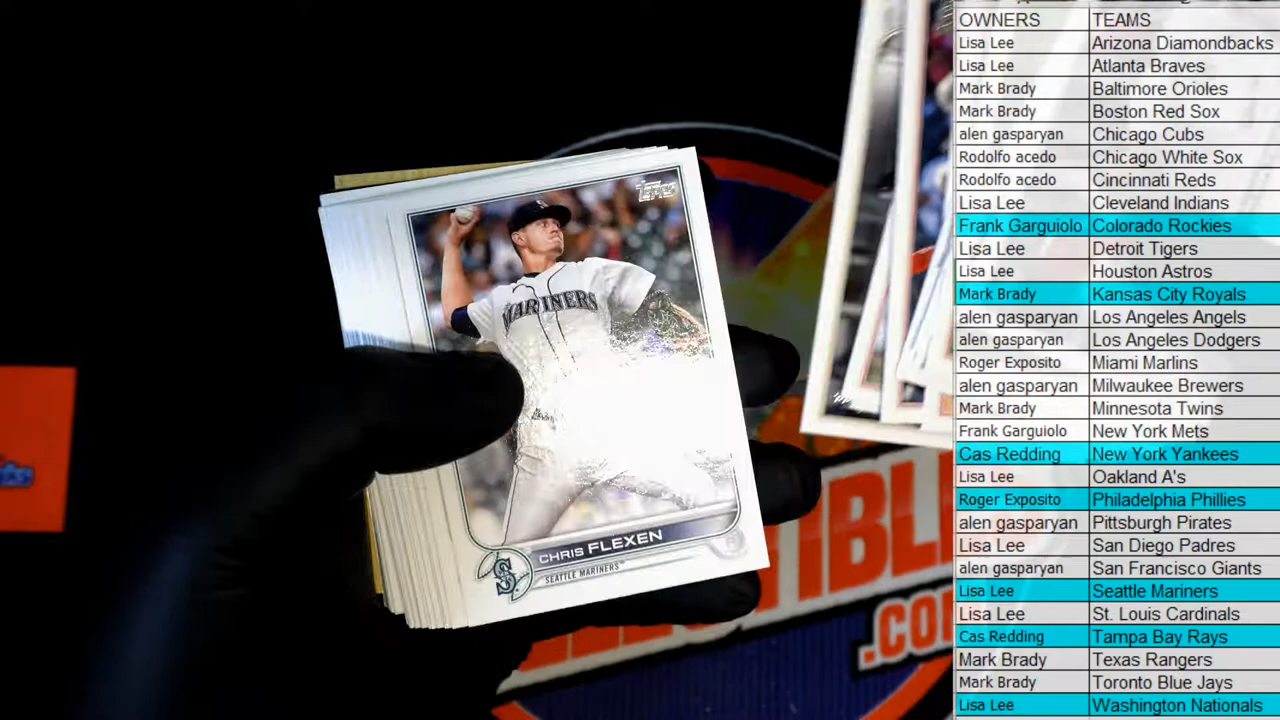 Topps
MARINERS
CHRIS FLEXEN
SEATTLE MARINERS
S
.COM
OWNERS TEAMS
Lisa Lee Arizona Diamondbacks
Lisa Lee Atlanta Braves
Mark Brady Baltimore Orioles
Mark Brady Boston Red Sox
alen gasparyan Chicago Cubs
Rodolfo acedo Chicago White Sox
Rodolfo acedo Cincinnati Reds
Lisa Lee Cleveland Indians
Frank Garguiolo Colorado Rockies
Lisa Lee Detroit Tigers
Lisa Lee Houston Astros
Mark Brady Kansas City Royals
alen gasparyan Los Angeles Angels
alen gasparyan Los Angeles Dodgers
Roger Exposito Miami Marlins
alen gasparyan Milwaukee Brewers
Mark Brady Minnesota Twins
Frank Garguiolo New York Mets
Cas Redding New York Yankees
Lisa Lee Oakland A's
Roger Exposito Philadelphia Phillies
alen gasparyan Pittsburgh Pirates
Lisa Lee San Diego Padres
alen gasparyan San Francisco Giants
Lisa Lee Seattle Mariners
Lisa Lee St. Louis Cardinals
Cas Redding Tampa Bay Rays
Mark Brady Texas Rangers
Mark Brady Toronto Blue Jays
Lisa Lee Washington Nationals